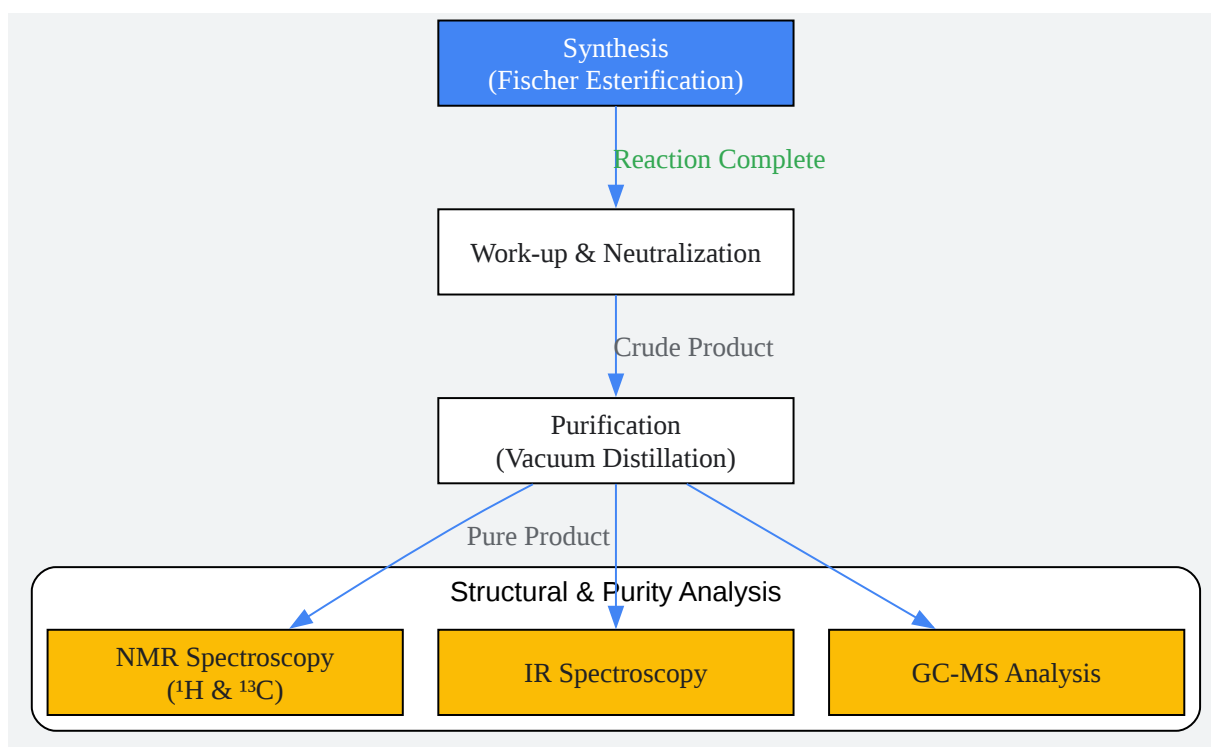 Synthesis
(Fischer Esterification)
Reaction Complete
Work-up & Neutralization
Crude Product
Purification
(Vacuum Distillation)
Pure Product
Structural & Purity Analysis
NMR Spectroscopy
(¹H & ¹³C)
IR Spectroscopy
GC-MS Analysis